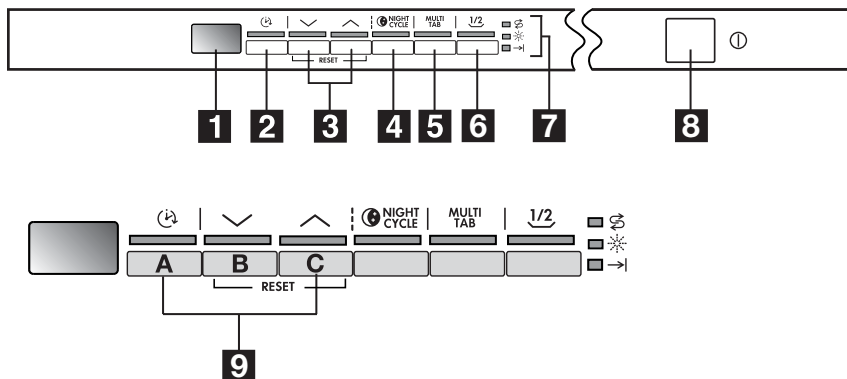 NIGHT CYCLE MULTI TAB 1/2
RESET
1 2 3 4 5 6 7 8
NIGHT CYCLE MULTI TAB 1/2
A B C
RESET
9